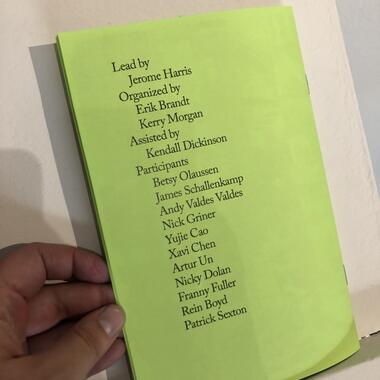 Lead by
Jerome Harris
Organized by
Erik Brandt
Kerry Morgan
Assisted by
Kendall Dickinson
Participants
Betsy Olaussen
James Schallenkamp
Andy Valdes Valdes
Nick Griner
Yujie Cao
Xavi Chen
Artur Un
Nicky Dolan
Franny Fuller
Rein Boyd
Patrick Sexton